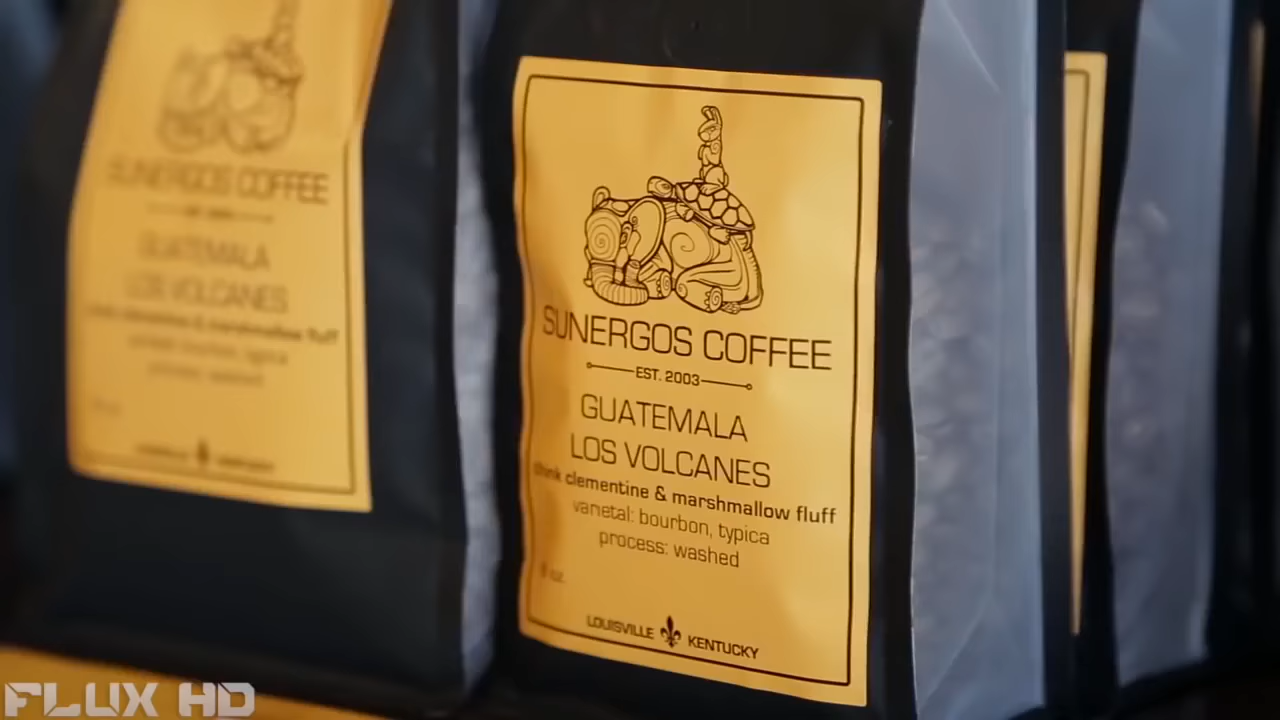 SUNERGOS COFFEE
GUATEMALA
LOS VOLCANES
SUNERGOS COFFEE
EST. 2003
GUATEMALA
LOS VOLCANES
think clementine & marshmallow fluff
varietal: bourbon, typica
process: washed
oz.
LOUISVILLE KENTUCKY
FLUX HD